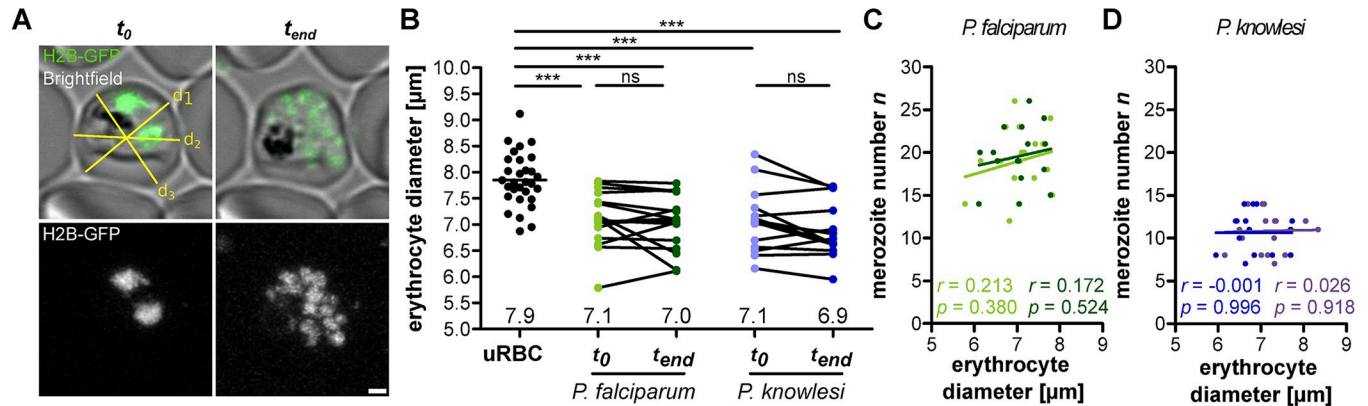 A
t0
tend
H2B-GFP
Brightfield
d1
d2
d3
H2B-GFP
B
***
***
***
***
ns
ns
erythrocyte diameter [µm]
10.0
9.5
9.0
8.5
8.0
7.5
7.0
6.5
6.0
5.5
5.0
7.9
7.1
7.0
7.1
6.9
uRBC
t0
tend
t0
tend
P. falciparum
P. knowlesi
C
P. falciparum
merozoite number n
30
25
20
15
10
5
0
r = 0.213
r = 0.172
p = 0.380
p = 0.524
5 6 7 8 9
erythrocyte
diameter [µm]
D
P. knowlesi
merozoite number n
30
25
20
15
10
5
0
r = -0.001
r = 0.026
p = 0.996
p = 0.918
5 6 7 8 9
erythrocyte
diameter [µm]